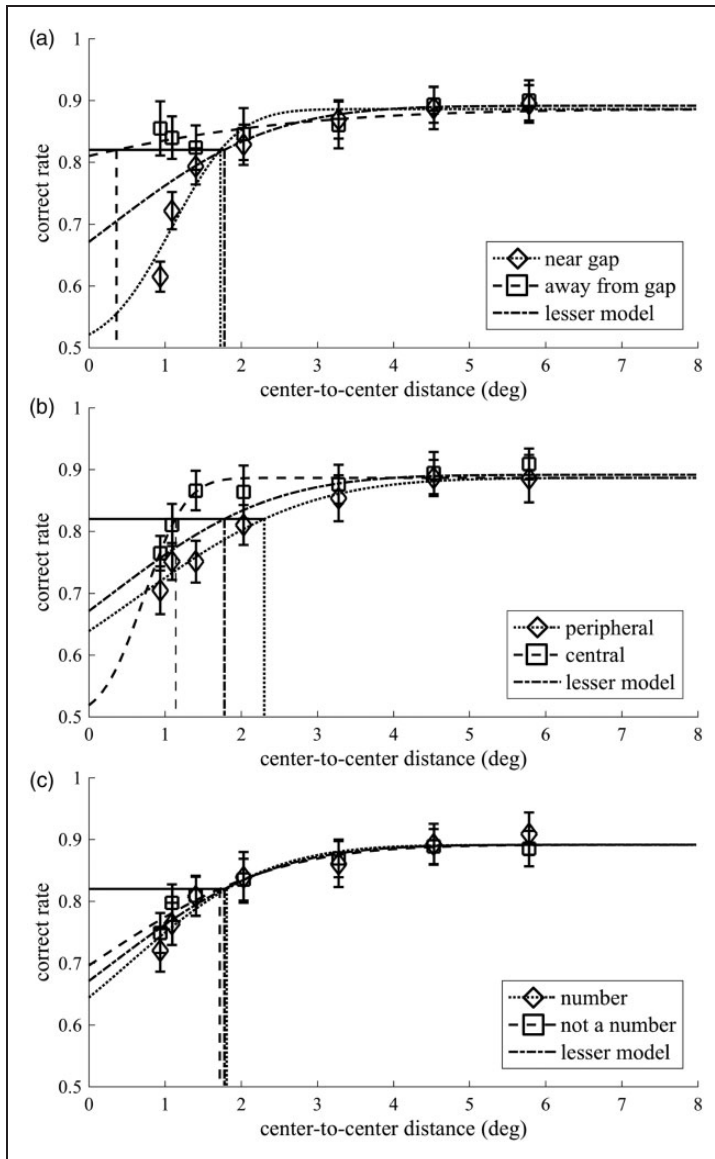 (a)
1
0.9
0.8
0.7
0.6
0.5
correct rate
near gap
away from gap
lesser model
0 1 2 3 4 5 6 7 8
center-to-center distance (deg)
(b)
1
0.9
0.8
0.7
0.6
0.5
correct rate
peripheral
central
lesser model
0 1 2 3 4 5 6 7 8
center-to-center distance (deg)
(c)
1
0.9
0.8
0.7
0.6
0.5
correct rate
number
not a number
lesser model
0 1 2 3 4 5 6 7 8
center-to-center distance (deg)